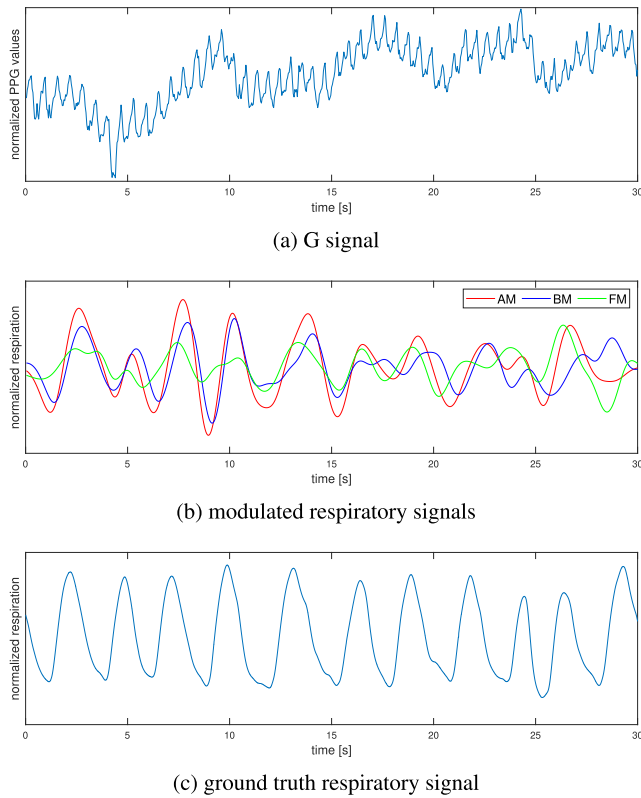 normalized PPG values
0 5 10 15 20 25 30
time [s]
(a) G signal
AM BM FM
normalized respiration
0 5 10 15 20 25 30
time [s]
(b) modulated respiratory signals
normalized respiration
0 5 10 15 20 25 30
time [s]
(c) ground truth respiratory signal